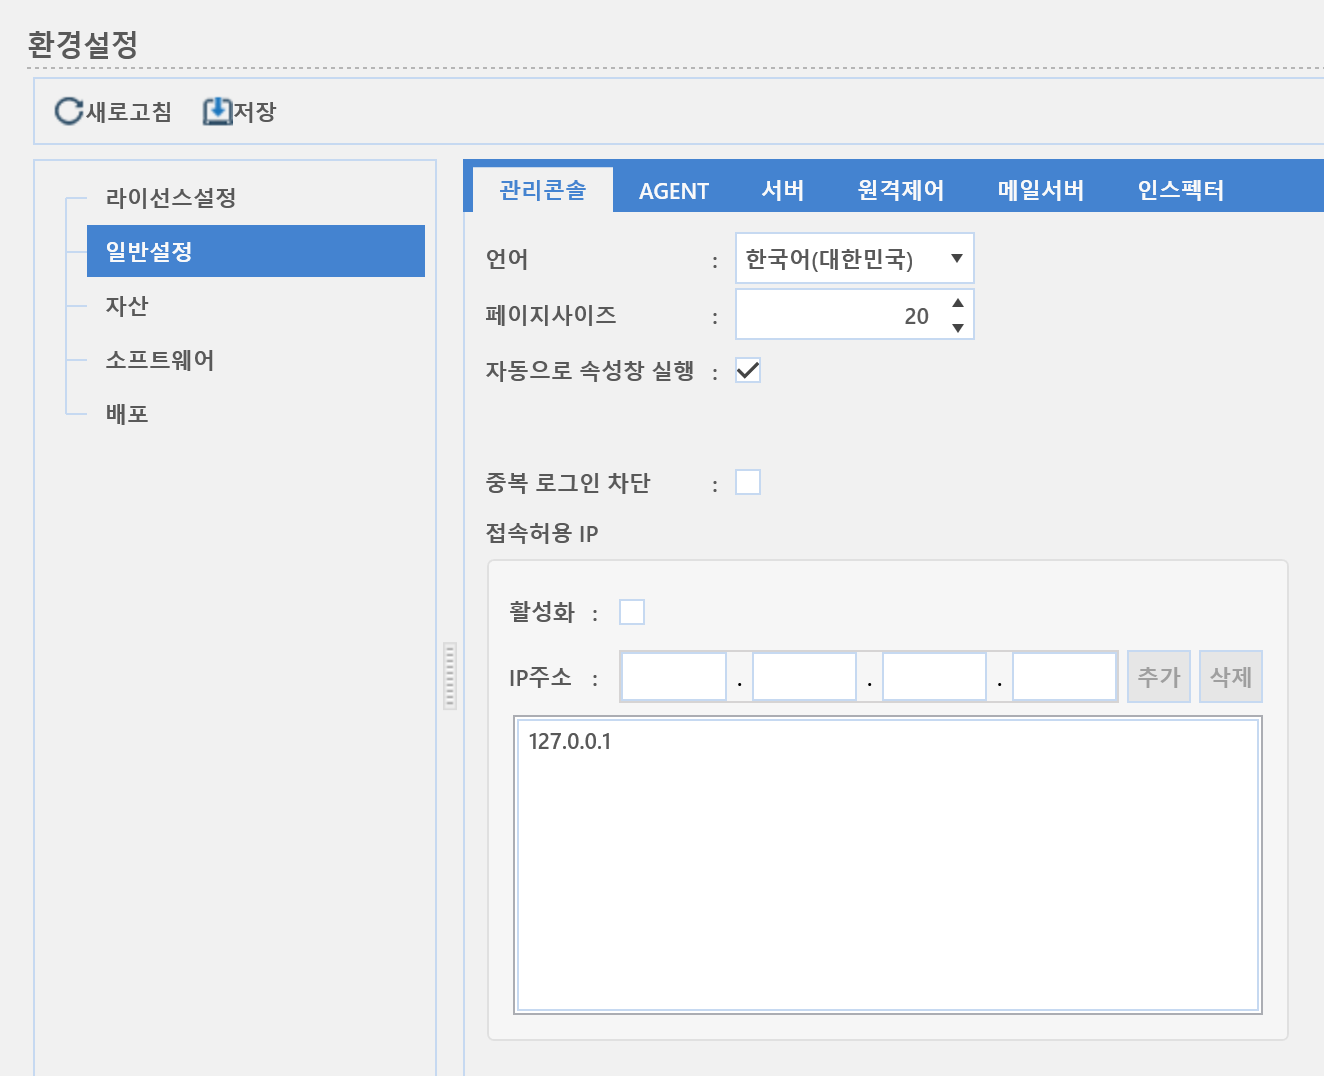 환경설정
새로고침 저장
라이선스설정
일반설정
자산
소프트웨어
배포
관리콘솔 AGENT 서버 원격제어 메일서버 인스펙터
언어 : 한국어(대한민국)
페이지사이즈 : 20
자동으로 속성창 실행 :
중복 로그인 차단 :
접속허용 IP
활성화 :
IP주소 : . . . 추가 삭제
127.0.0.1